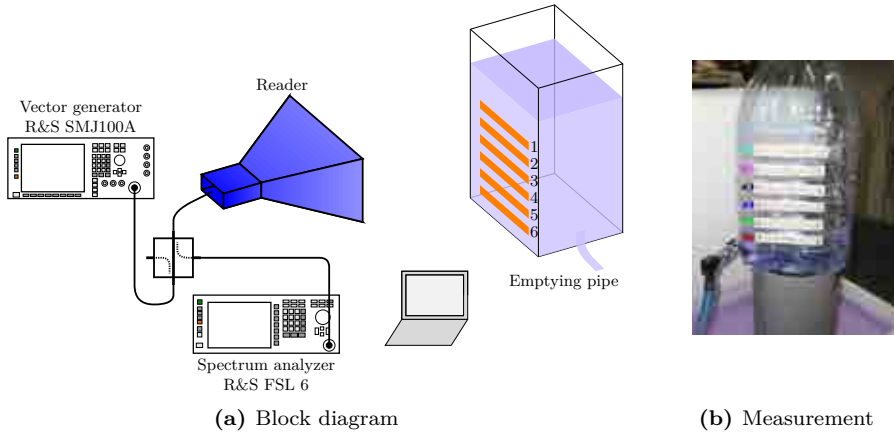 Vector generator
R&S SMJ100A
Reader
1
2
3
4
5
6
Emptying pipe
Spectrum analyzer
R&S FSL 6
(a) Block diagram
(b) Measurement